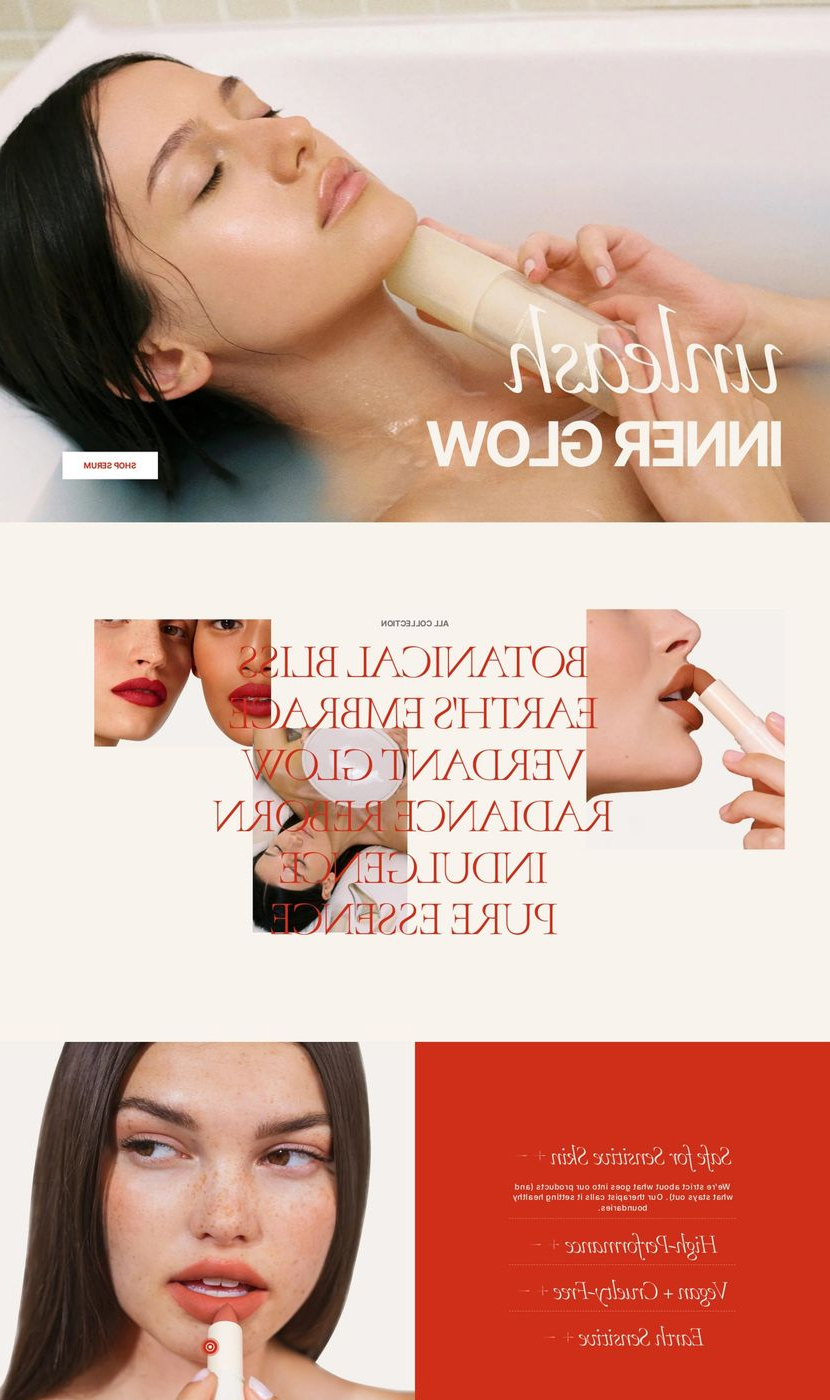 unleash
INNER GLOW
SHOP SERUM
ALL COLLECTION
BOTANICAL BLISS
EARTH'S EMBRACE
VERDANT GLOW
RADIANCE REBORN
INDULGENCE
PURE ESSENCE
Safe for Sensitive Skin + -
We're strict about what goes into our products (and
what stays out). Our therapist calls it setting healthy
boundaries.
High-Performance + -
Vegan + Cruelty-Free + -
Earth Sensitive + -